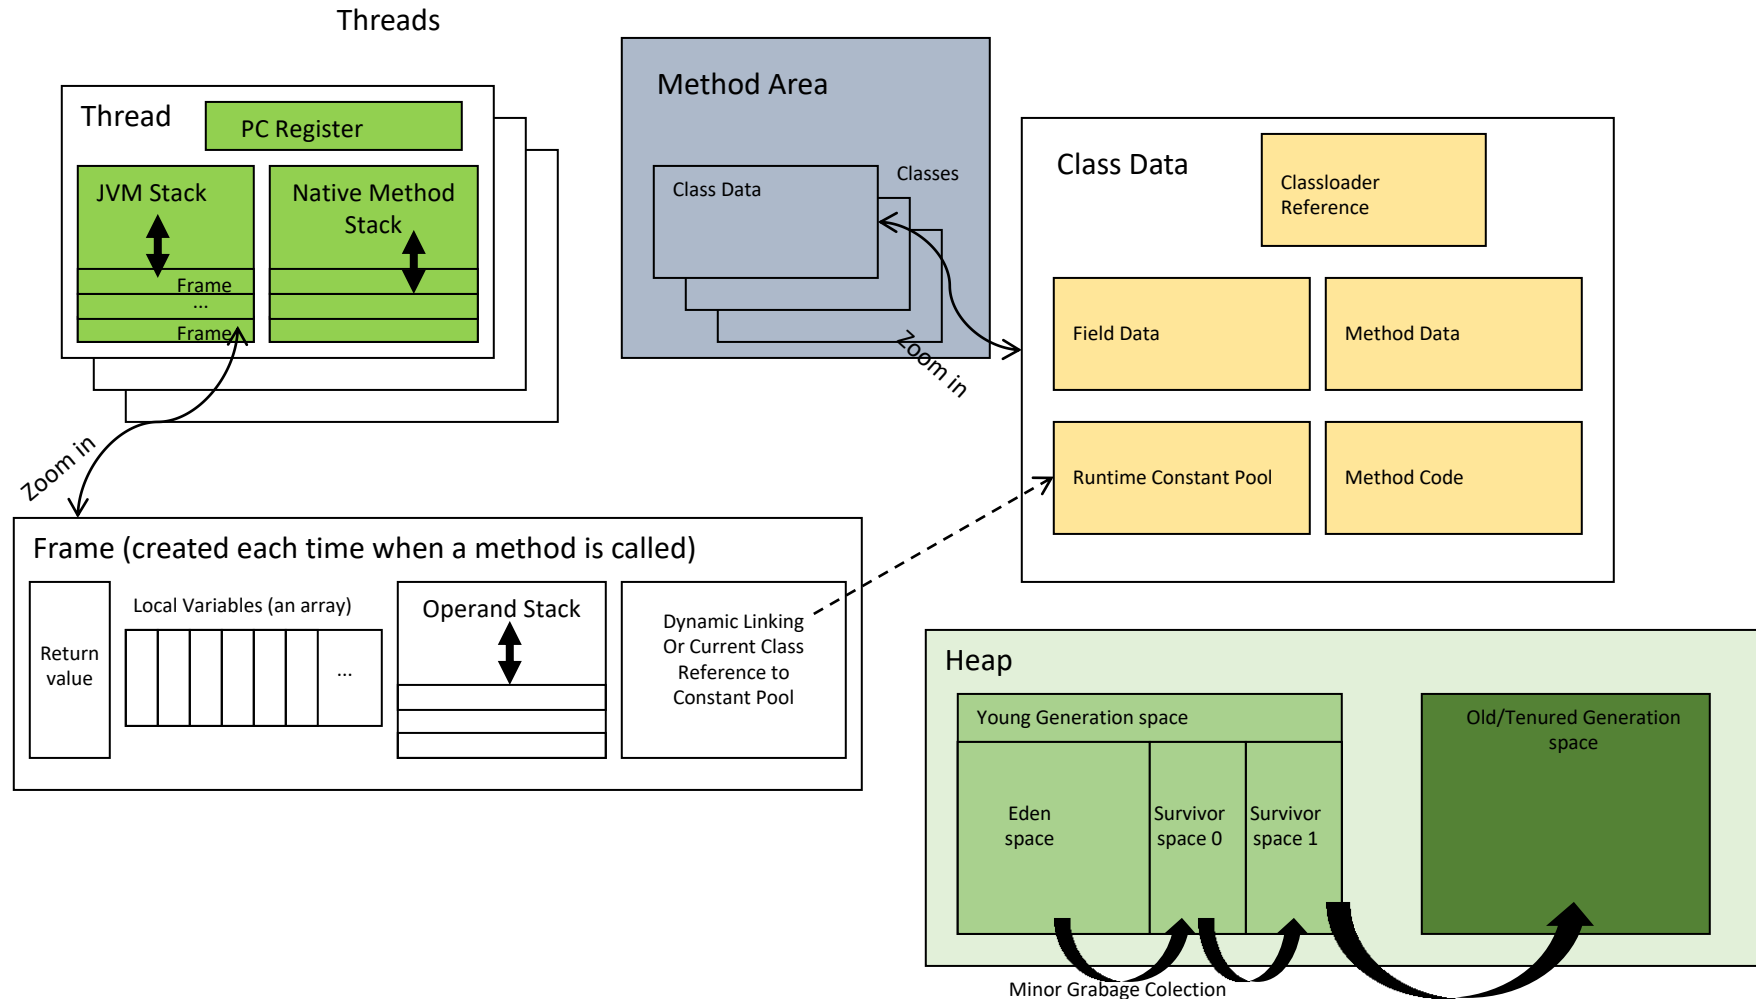 Threads
Thread
PC Register
JVM Stack
Frame
...
Frame
Native Method
Stack
Zoom in
Method Area
Classes
Class Data
Zoom in
Class Data
Classloader
Reference
Field Data
Method Data
Runtime Constant Pool
Method Code
Frame (created each time when a method is called)
Return
value
Local Variables (an array)
...
Operand Stack
Dynamic Linking
Or Current Class
Reference to
Constant Pool
Heap
Young Generation space
Eden
space
Survivor
space 0
Survivor
space 1
Old/Tenured Generation
space
Minor Grabage Colection